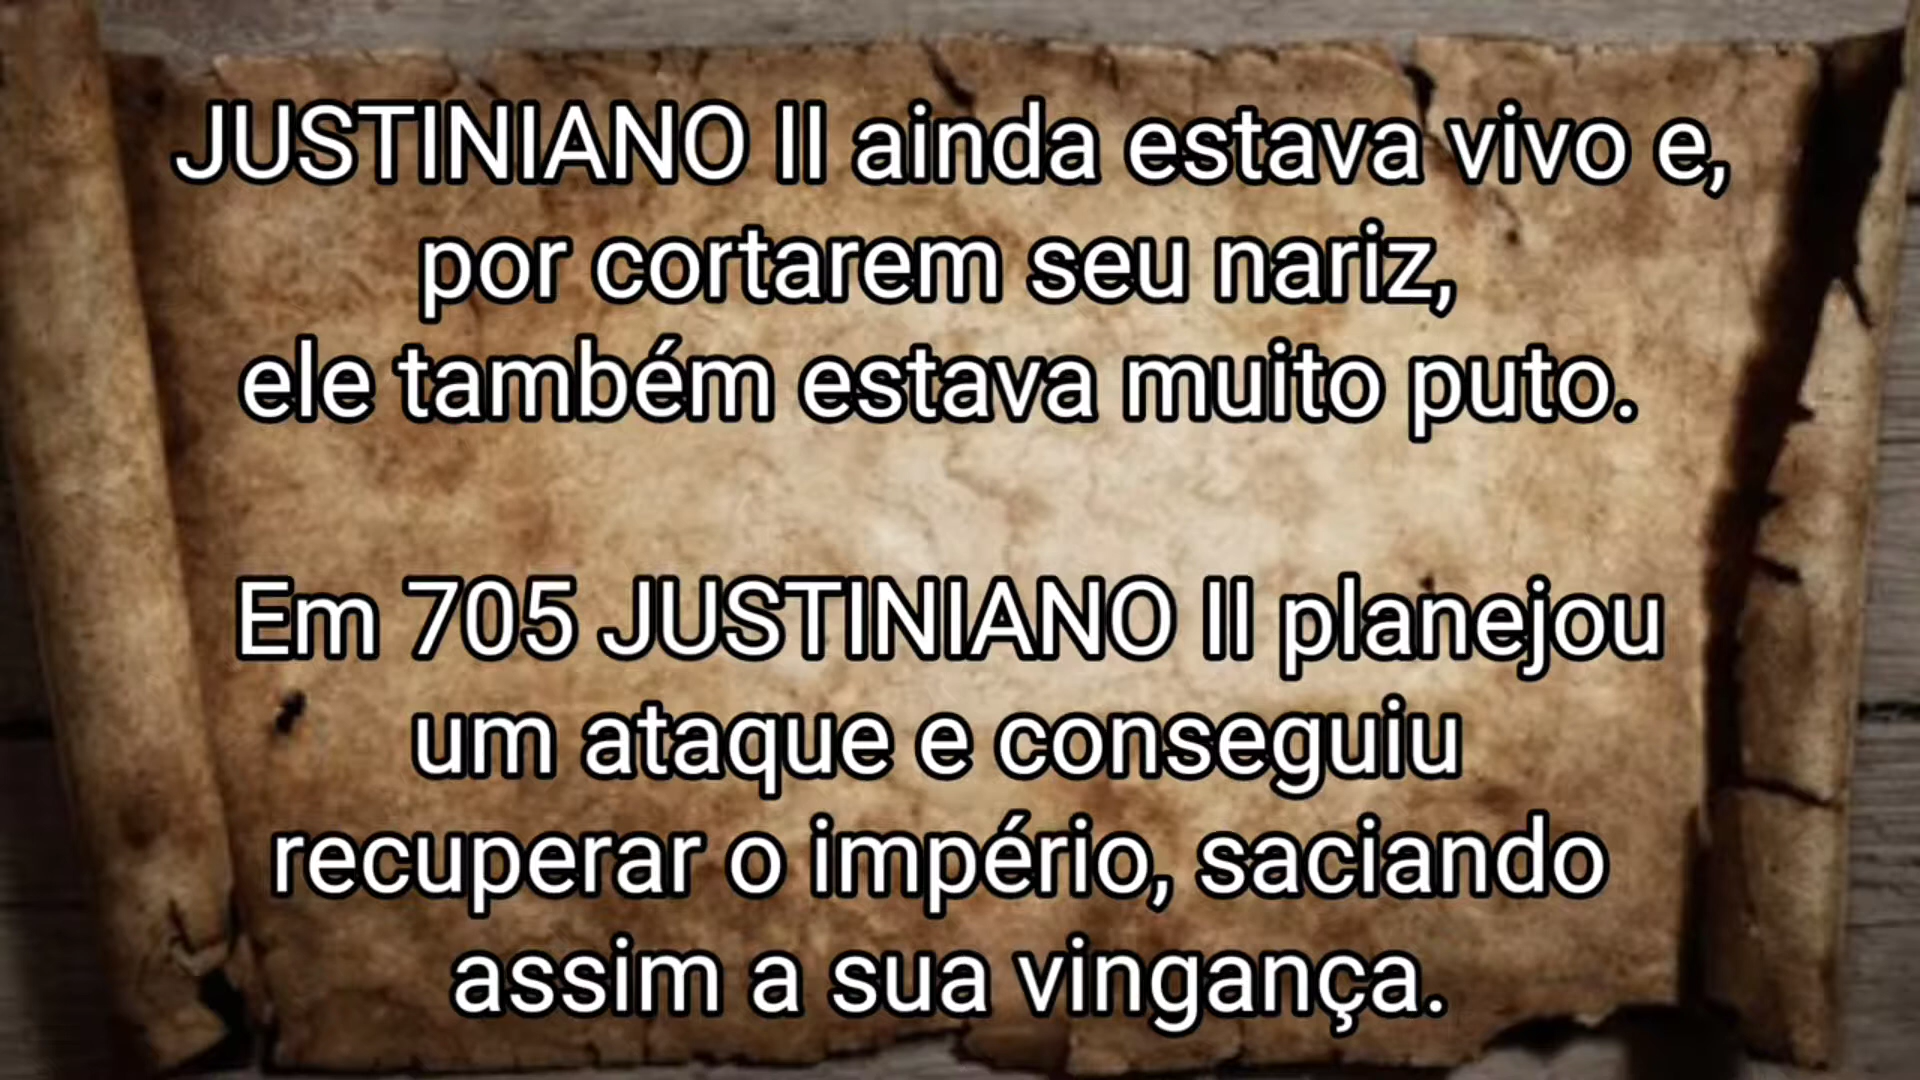 JUSTINIANO II ainda estava vivo e,
por cortarem seu nariz,
ele também estava muito puto.
Em 705 JUSTINIANO II planejou
um ataque e conseguiu
recuperar o império, saciando
assim a sua vingança.